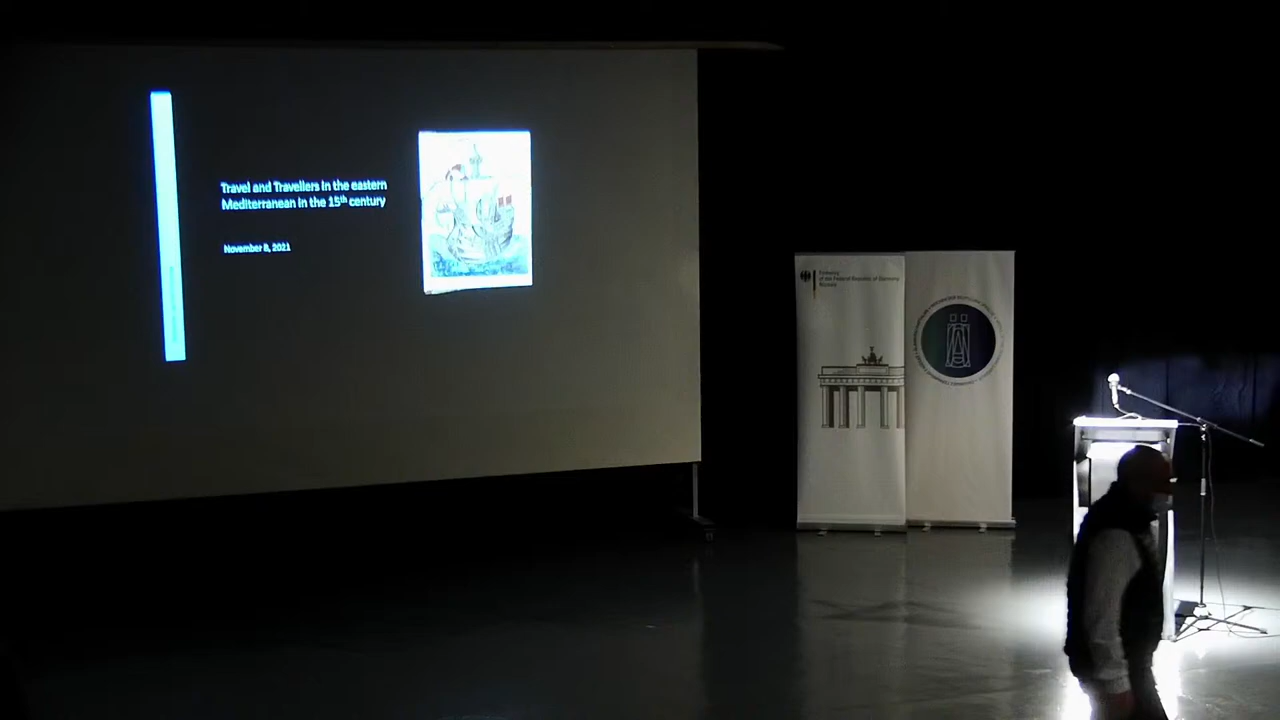 Travel and Travellers in the eastern
Mediterranean in the 15th century
November 8, 2021
Embassy
of the Federal Republic of Germany
Nicosia